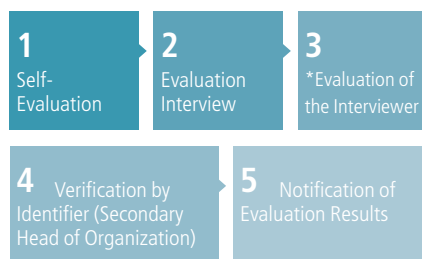 1
Self-
Evaluation
2
Evaluation
Interview
3
*Evaluation of
the Interviewer
4 Verification by
Identifier (Secondary
Head of Organization)
5 Notification of
Evaluation Results